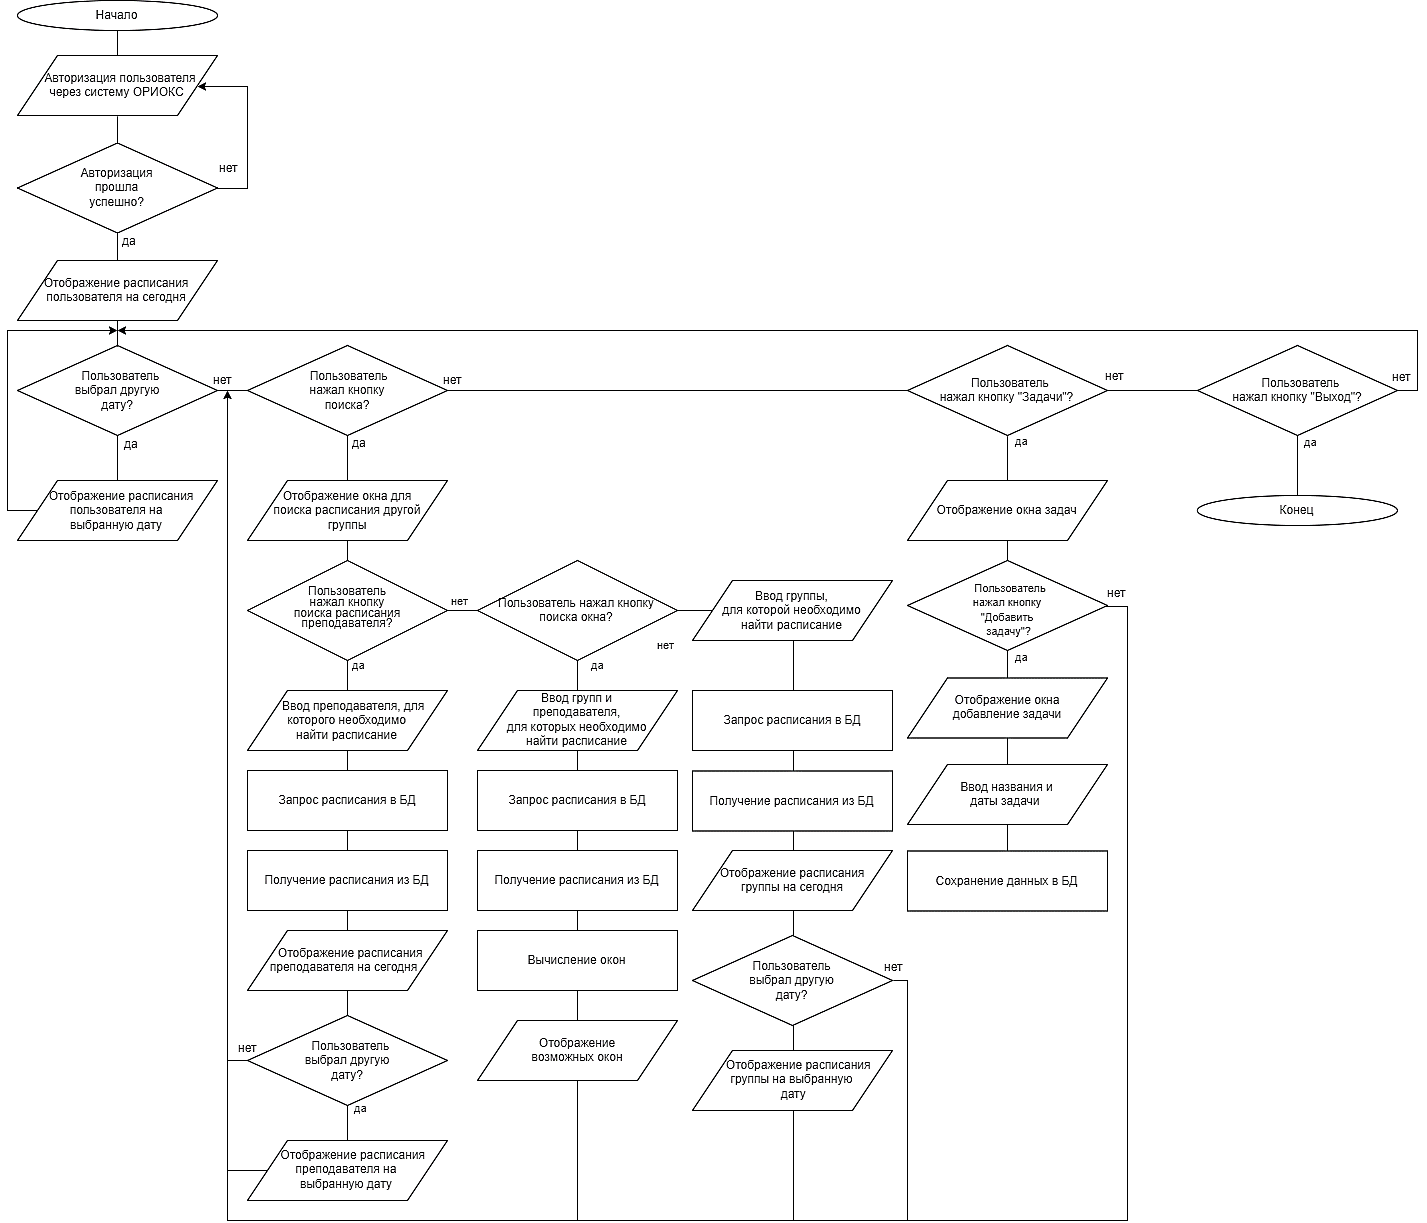 Начало
Авторизация пользователя
через систему ОРИОКС
Авторизация
прошла
успешно?
нет
да
Отображение расписания
пользователя на сегодня
Пользователь
выбрал другую
дату?
нет
да
Отображение расписания
пользователя на
выбранную дату
Пользователь
нажал кнопку
поиска?
нет
да
Отображение окна для
поиска расписания другой
группы
Пользователь
нажал кнопку
поиска расписания
преподавателя?
нет
да
Ввод преподавателя, для
которого необходимо
найти расписание
Запрос расписания в БД
Получение расписания из БД
Отображение расписания
преподавателя на сегодня
Пользователь
выбрал другую
дату?
нет
да
Отображение расписания
преподавателя на
выбранную дату
Пользователь нажал кнопку
поиска окна?
нет
да
Ввод групп и
преподавателя,
для которых необходимо
найти расписание
Запрос расписания в БД
Получение расписания из БД
Вычисление окон
Отображение
возможных окон
Ввод группы,
для которой необходимо
найти расписание
Запрос расписания в БД
Получение расписания из БД
Отображение расписания
группы на сегодня
Пользователь
выбрал другую
дату?
нет
Отображение расписания
группы на выбранную
дату
Пользователь
нажал кнопку "Задачи"?
нет
да
Отображение окна задач
Пользователь
нажал кнопку
"Добавить
задачу"?
нет
да
Отображение окна
добавление задачи
Ввод названия и
даты задачи
Сохранение данных в БД
Пользователь
нажал кнопку "Выход"?
нет
да
Конец